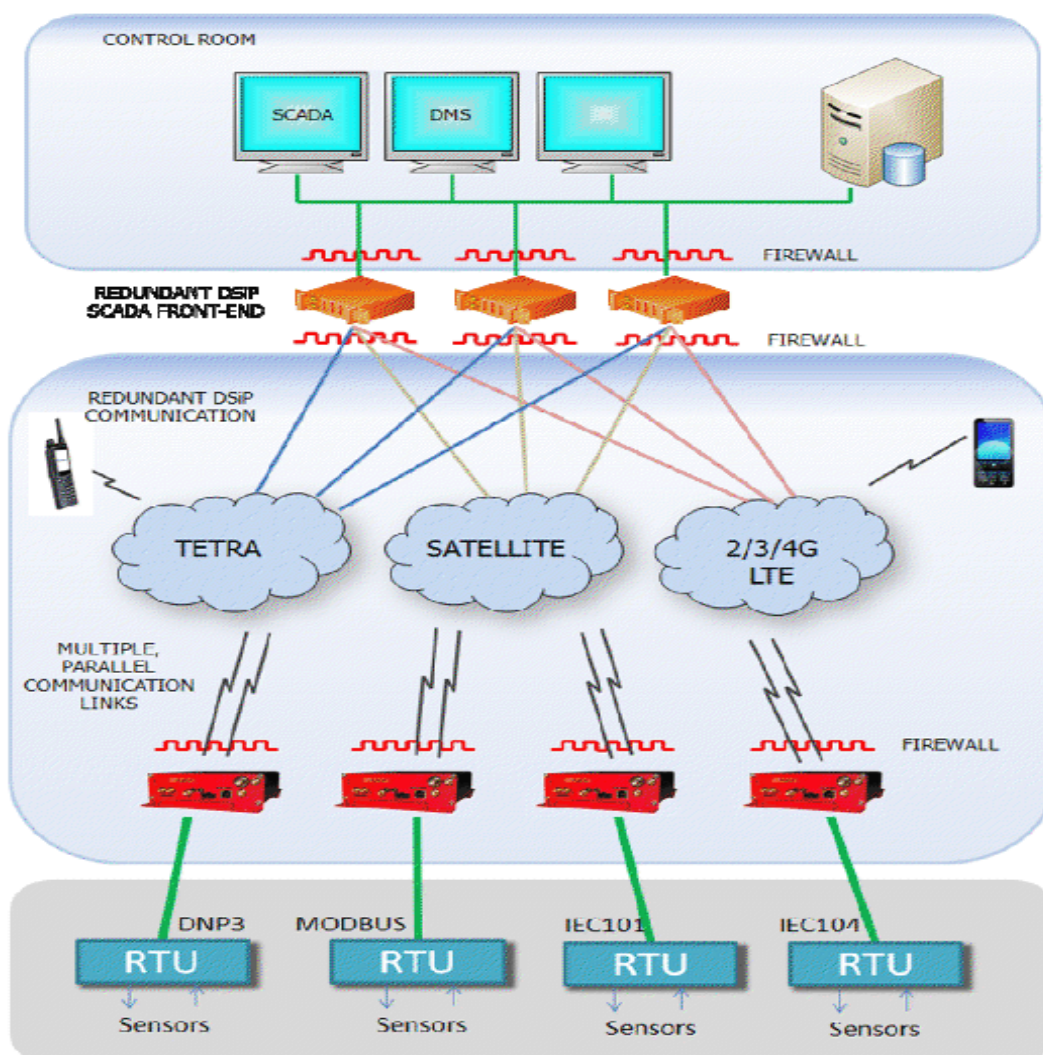 CONTROL ROOM
SCADA
DMS
FIREWALL
REDUNDANT DSiP
SCADA FRONT-END
FIREWALL
REDUNDANT DSiP
COMMUNICATION
TETRA
SATELLITE
2/3/4G
LTE
MULTIPLE,
PARALLEL
COMMUNICATION
LINKS
FIREWALL
DNP3
MODBUS
IEC101
IEC104
RTU
RTU
RTU
RTU
Sensors
Sensors
Sensors
Sensors